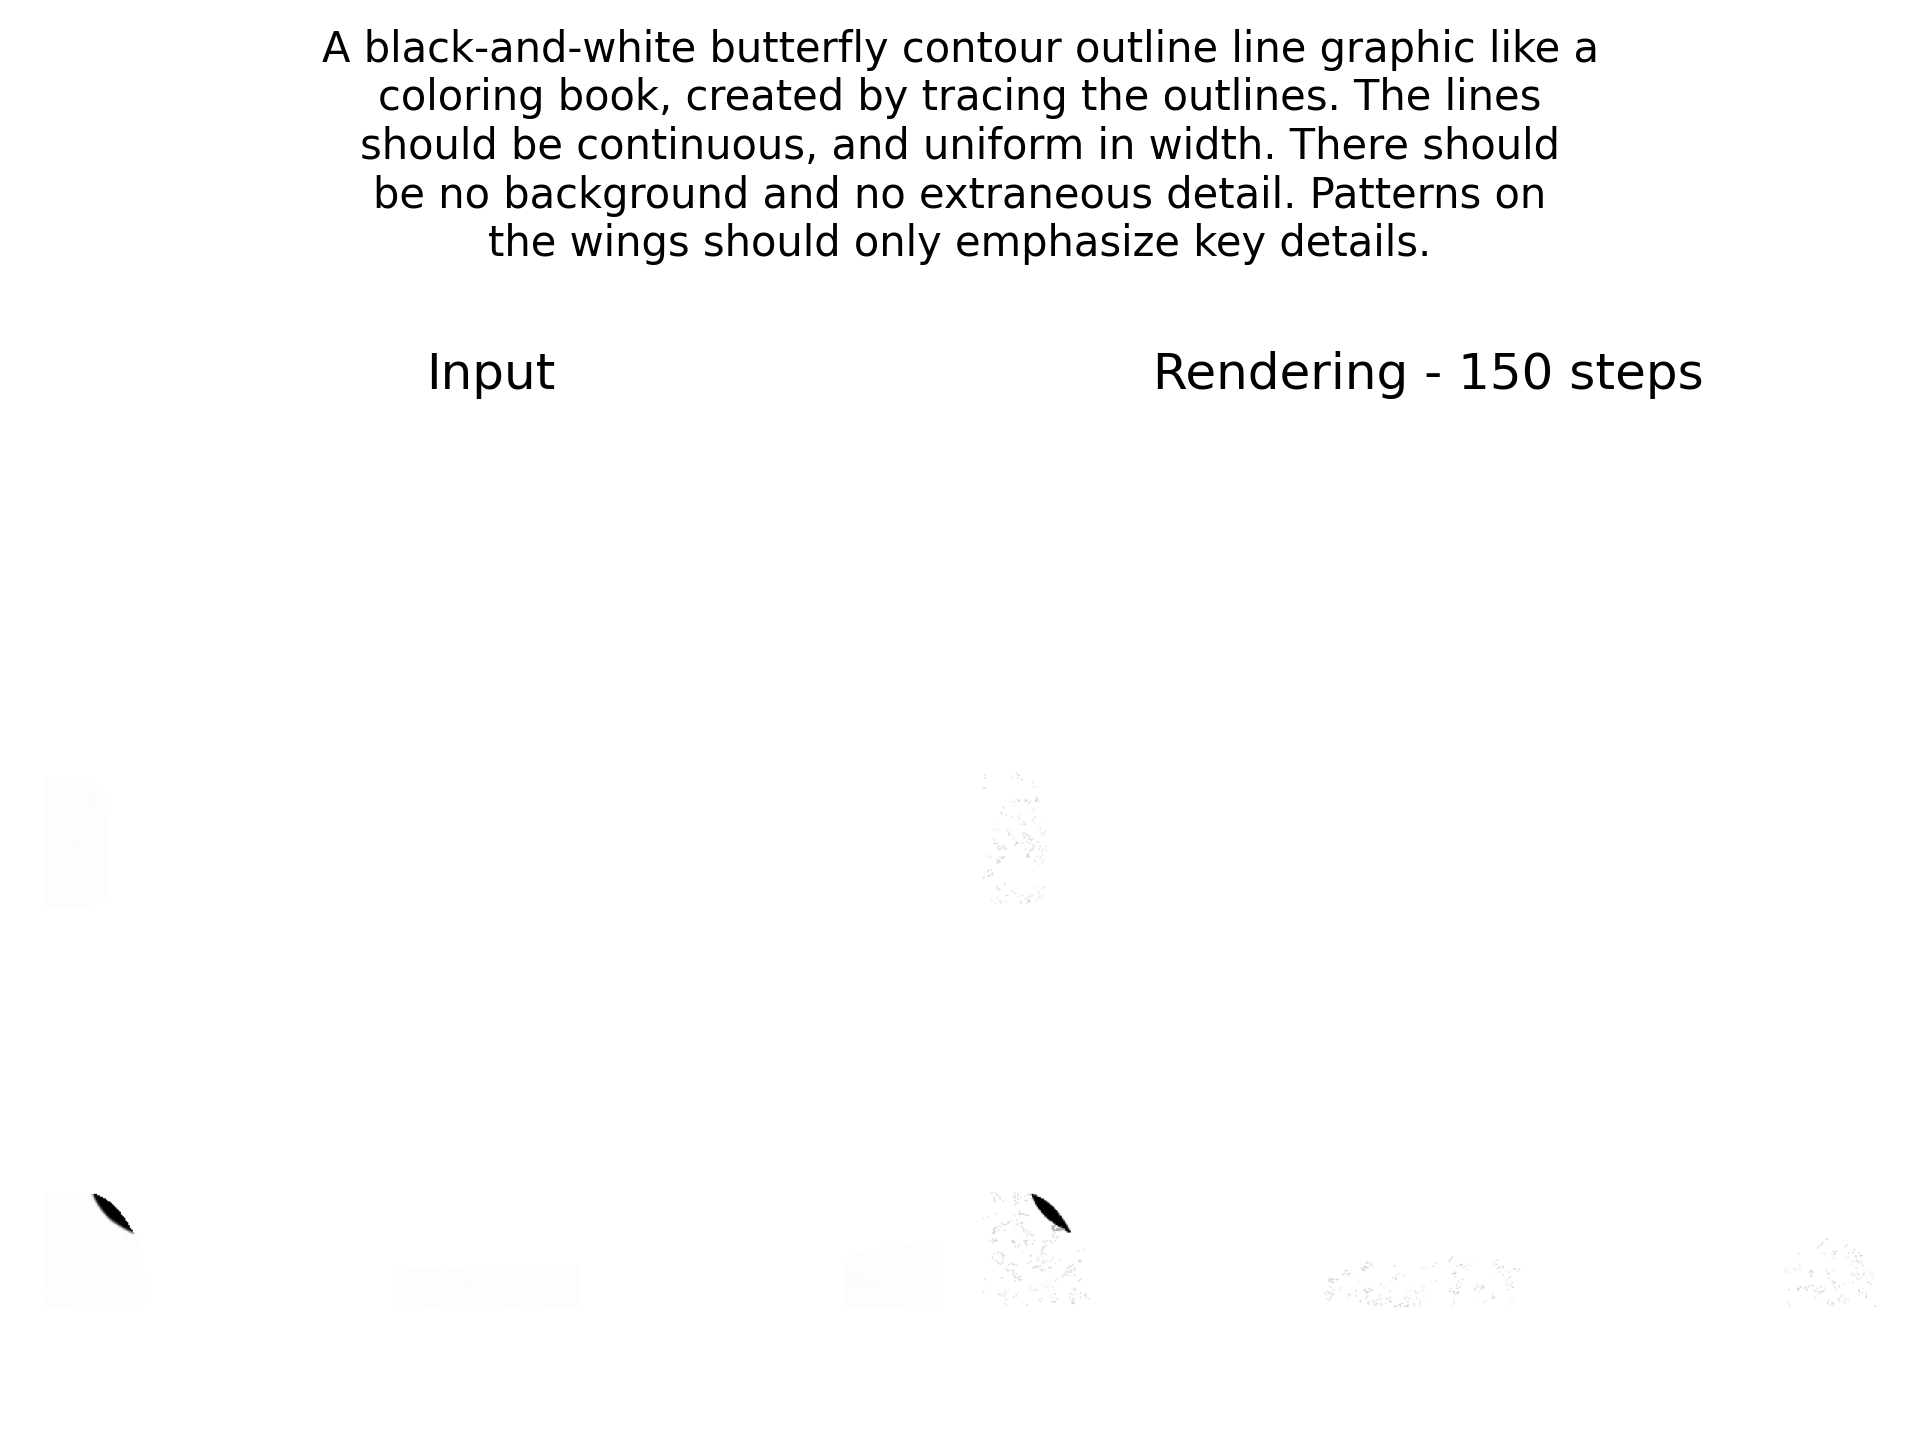 A black-and-white butterfly contour outline line graphic like a
coloring book, created by tracing the outlines. The lines
should be continuous, and uniform in width. There should
be no background and no extraneous detail. Patterns on
the wings should only emphasize key details.
Input
Rendering - 150 steps